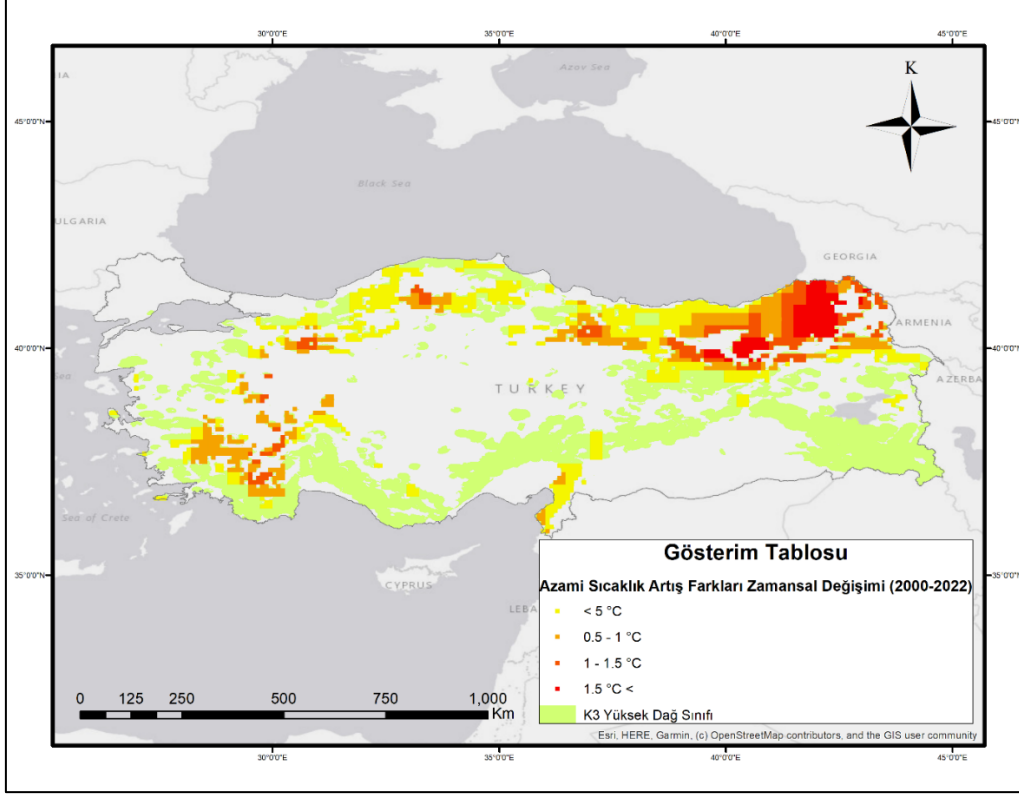 30°0'0"E 35°0'0"E 40°0'0"E 45°0'0"E
IA
Azov Sea
K
45°0'0"N 45°0'0"N
Black Sea
ULGARIA
GEORGIA
ARMENIA
40°0'0"N 40°0'0"N
Sea
TURKEY
AZERBA
Sea of Crete
Gösterim Tablosu
35°0'0"N 35°0'0"N
CYPRUS
Azami Sıcaklık Artış Farkları Zamansal Değişimi (2000-2022)
LEBA
< 5 °C
0.5 - 1 °C
1 - 1.5 °C
1.5 °C <
K3 Yüksek Dağ Sınıfı
0 125 250 500 750 1,000
Km
Esri, HERE, Garmin, (c) OpenStreetMap contributors, and the GIS user community
30°0'0"E 35°0'0"E 40°0'0"E 45°0'0"E